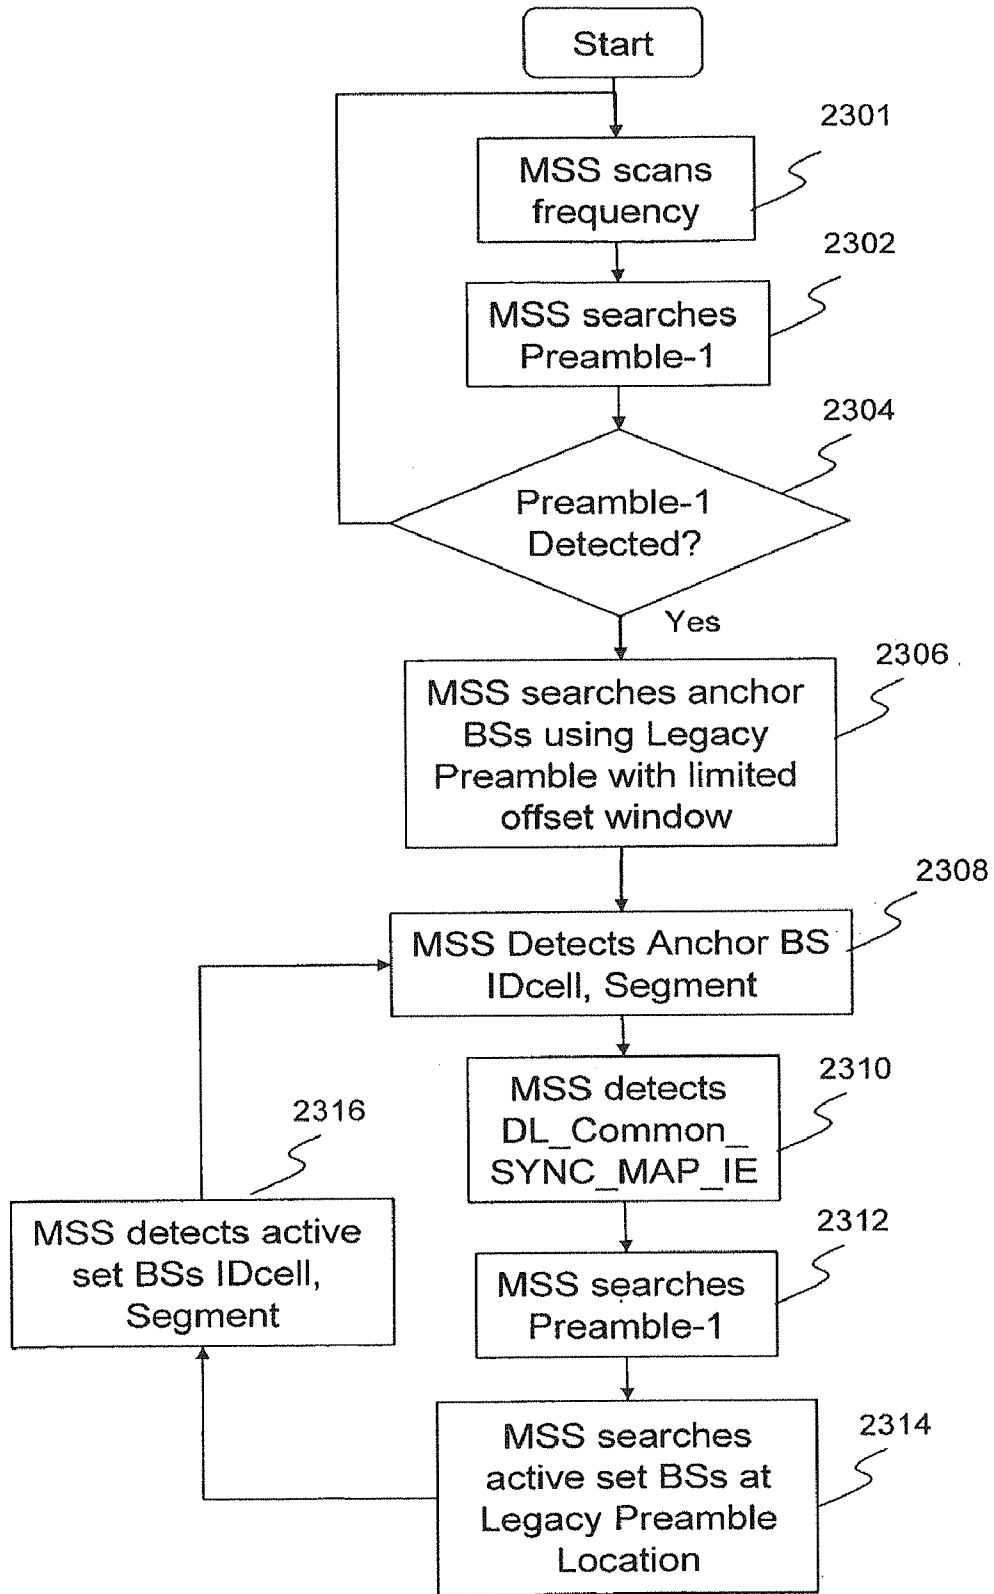 Start
2301
MSS scans
frequency
2302
MSS searches
Preamble-1
2304
Preamble-1
Detected?
Yes
2306
MSS searches anchor
BSs using Legacy
Preamble with limited
offset window
2308
MSS Detects Anchor BS
IDcell, Segment
2310
MSS detects
DL_Common_
SYNC_MAP_IE
2316
MSS detects active
set BSs IDcell,
Segment
2312
MSS searches
Preamble-1
2314
MSS searches
active set BSs at
Legacy Preamble
Location